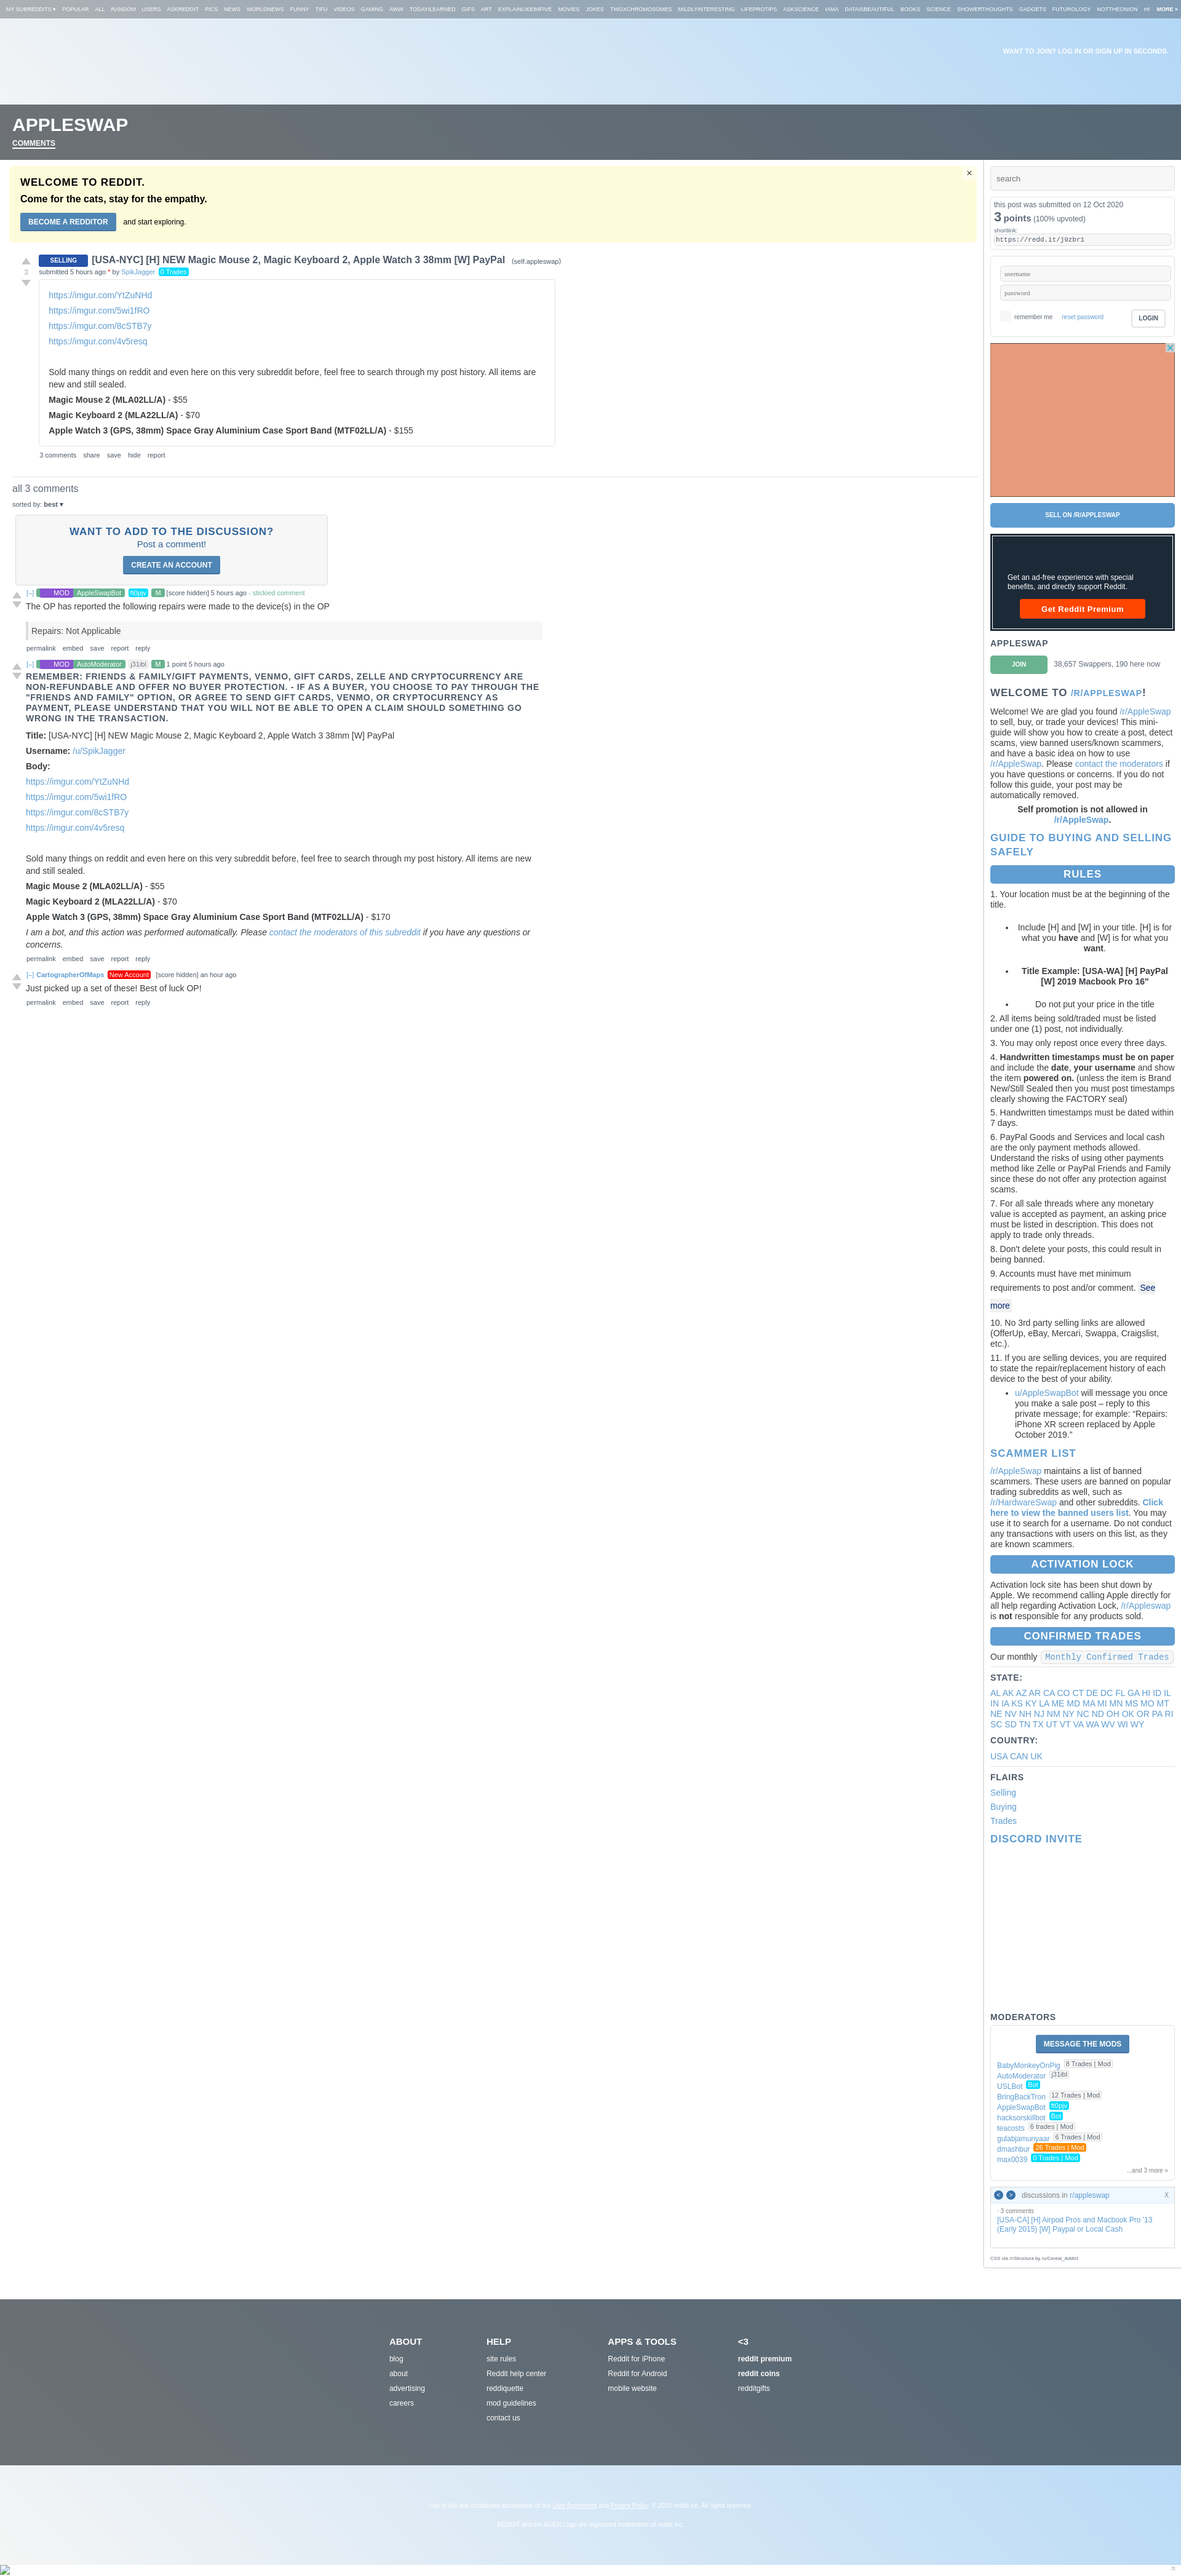 MY SUBREDDITS ▾ POPULAR ALL RANDOM USERS ASKREDDIT PICS NEWS WORLDNEWS FUNNY TIFU VIDEOS GAMING AWW TODAYILEARNED GIFS ART EXPLAINLIKEIMFIVE MOVIES JOKES TWOXCHROMOSOMES MILDLYINTERESTING LIFEPROTIPS ASKSCIENCE IAMA DATAISBEAUTIFUL BOOKS SCIENCE SHOWERTHOUGHTS GADGETS FUTUROLOGY NOTTHEONION HI MORE »
WANT TO JOIN? LOG IN OR SIGN UP IN SECONDS.
APPLESWAP
COMMENTS
WELCOME TO REDDIT.
Come for the cats, stay for the empathy.
BECOME A REDDITOR and start exploring.
×
3
SELLING [USA-NYC] [H] NEW Magic Mouse 2, Magic Keyboard 2, Apple Watch 3 38mm [W] PayPal (self.appleswap)
submitted 5 hours ago * by SpikJagger 0 Trades
https://imgur.com/YtZuNHd
https://imgur.com/5wi1fRO
https://imgur.com/8cSTB7y
https://imgur.com/4v5resq
Sold many things on reddit and even here on this very subreddit before, feel free to search through my post history. All items are
new and still sealed.
Magic Mouse 2 (MLA02LL/A) - $55
Magic Keyboard 2 (MLA22LL/A) - $70
Apple Watch 3 (GPS, 38mm) Space Gray Aluminium Case Sport Band (MTF02LL/A) - $155
3 comments share save hide report
all 3 comments
sorted by: best ▾
WANT TO ADD TO THE DISCUSSION?
Post a comment!
CREATE AN ACCOUNT
[–] MOD AppleSwapBot ft0pjv M [score hidden] 5 hours ago - stickied comment
The OP has reported the following repairs were made to the device(s) in the OP
Repairs: Not Applicable
permalink embed save report reply
[–] MOD AutoModerator j31ibl M 1 point 5 hours ago
REMEMBER: FRIENDS & FAMILY/GIFT PAYMENTS, VENMO, GIFT CARDS, ZELLE AND CRYPTOCURRENCY ARE
NON-REFUNDABLE AND OFFER NO BUYER PROTECTION. - IF AS A BUYER, YOU CHOOSE TO PAY THROUGH THE
"FRIENDS AND FAMILY" OPTION, OR AGREE TO SEND GIFT CARDS, VENMO, OR CRYPTOCURRENCY AS
PAYMENT, PLEASE UNDERSTAND THAT YOU WILL NOT BE ABLE TO OPEN A CLAIM SHOULD SOMETHING GO
WRONG IN THE TRANSACTION.
Title: [USA-NYC] [H] NEW Magic Mouse 2, Magic Keyboard 2, Apple Watch 3 38mm [W] PayPal
Username: /u/SpikJagger
Body:
https://imgur.com/YtZuNHd
https://imgur.com/5wi1fRO
https://imgur.com/8cSTB7y
https://imgur.com/4v5resq
Sold many things on reddit and even here on this very subreddit before, feel free to search through my post history. All items are new
and still sealed.
Magic Mouse 2 (MLA02LL/A) - $55
Magic Keyboard 2 (MLA22LL/A) - $70
Apple Watch 3 (GPS, 38mm) Space Gray Aluminium Case Sport Band (MTF02LL/A) - $170
I am a bot, and this action was performed automatically. Please contact the moderators of this subreddit if you have any questions or
concerns.
permalink embed save report reply
[–] CartographerOfMaps New Account [score hidden] an hour ago
Just picked up a set of these! Best of luck OP!
permalink embed save report reply
search
this post was submitted on 12 Oct 2020
3 points (100% upvoted)
shortlink:
https://redd.it/j9zbr1
username
password
remember me reset password LOGIN
SELL ON /R/APPLESWAP
Get an ad-free experience with special
benefits, and directly support Reddit.
Get Reddit Premium
APPLESWAP
JOIN 38,657 Swappers, 190 here now
WELCOME TO /R/APPLESWAP!
Welcome! We are glad you found /r/AppleSwap
to sell, buy, or trade your devices! This mini-
guide will show you how to create a post, detect
scams, view banned users/known scammers,
and have a basic idea on how to use
/r/AppleSwap. Please contact the moderators if
you have questions or concerns. If you do not
follow this guide, your post may be
automatically removed.
Self promotion is not allowed in
/r/AppleSwap.
GUIDE TO BUYING AND SELLING
SAFELY
RULES
1. Your location must be at the beginning of the
title.
• Include [H] and [W] in your title. [H] is for
what you have and [W] is for what you
want.
• Title Example: [USA-WA] [H] PayPal
[W] 2019 Macbook Pro 16"
• Do not put your price in the title
2. All items being sold/traded must be listed
under one (1) post, not individually.
3. You may only repost once every three days.
4. Handwritten timestamps must be on paper
and include the date, your username and show
the item powered on. (unless the item is Brand
New/Still Sealed then you must post timestamps
clearly showing the FACTORY seal)
5. Handwritten timestamps must be dated within
7 days.
6. PayPal Goods and Services and local cash
are the only payment methods allowed.
Understand the risks of using other payments
method like Zelle or PayPal Friends and Family
since these do not offer any protection against
scams.
7. For all sale threads where any monetary
value is accepted as payment, an asking price
must be listed in description. This does not
apply to trade only threads.
8. Don't delete your posts, this could result in
being banned.
9. Accounts must have met minimum
requirements to post and/or comment. See
more
10. No 3rd party selling links are allowed
(OfferUp, eBay, Mercari, Swappa, Craigslist,
etc.).
11. If you are selling devices, you are required
to state the repair/replacement history of each
device to the best of your ability.
• u/AppleSwapBot will message you once
you make a sale post – reply to this
private message; for example: “Repairs:
iPhone XR screen replaced by Apple
October 2019.”
SCAMMER LIST
/r/AppleSwap maintains a list of banned
scammers. These users are banned on popular
trading subreddits as well, such as
/r/HardwareSwap and other subreddits. Click
here to view the banned users list. You may
use it to search for a username. Do not conduct
any transactions with users on this list, as they
are known scammers.
ACTIVATION LOCK
Activation lock site has been shut down by
Apple. We recommend calling Apple directly for
all help regarding Activation Lock, /r/Appleswap
is not responsible for any products sold.
CONFIRMED TRADES
Our monthly Monthly Confirmed Trades
STATE:
AL AK AZ AR CA CO CT DE DC FL GA HI ID IL
IN IA KS KY LA ME MD MA MI MN MS MO MT
NE NV NH NJ NM NY NC ND OH OK OR PA RI
SC SD TN TX UT VT VA WA WV WI WY
COUNTRY:
USA CAN UK
FLAIRS
Selling
Buying
Trades
DISCORD INVITE
MODERATORS
MESSAGE THE MODS
BabyMonkeyOnPig 8 Trades | Mod
AutoModerator j31ibl
USLBot Bot
BringBackTron 12 Trades | Mod
AppleSwapBot ft0pjv
hacksorskillbot Bot
teacosts 6 trades | Mod
gulabjamunyaar 6 Trades | Mod
dmashbur 26 Trades | Mod
max0039 0 Trades | Mod
...and 3 more »
< > discussions in r/appleswap X
· 3 comments
[USA-CA] [H] Airpod Pros and Macbook Pro '13
(Early 2015) [W] Paypal or Local Cash
CSS via /r/Structura by /u/Cereal_Addict
ABOUT
blog
about
advertising
careers
HELP
site rules
Reddit help center
reddiquette
mod guidelines
contact us
APPS & TOOLS
Reddit for iPhone
Reddit for Android
mobile website
<3
reddit premium
reddit coins
redditgifts
Use of this site constitutes acceptance of our User Agreement and Privacy Policy. © 2020 reddit inc. All rights reserved.
REDDIT and the ALIEN Logo are registered trademarks of reddit inc.
π